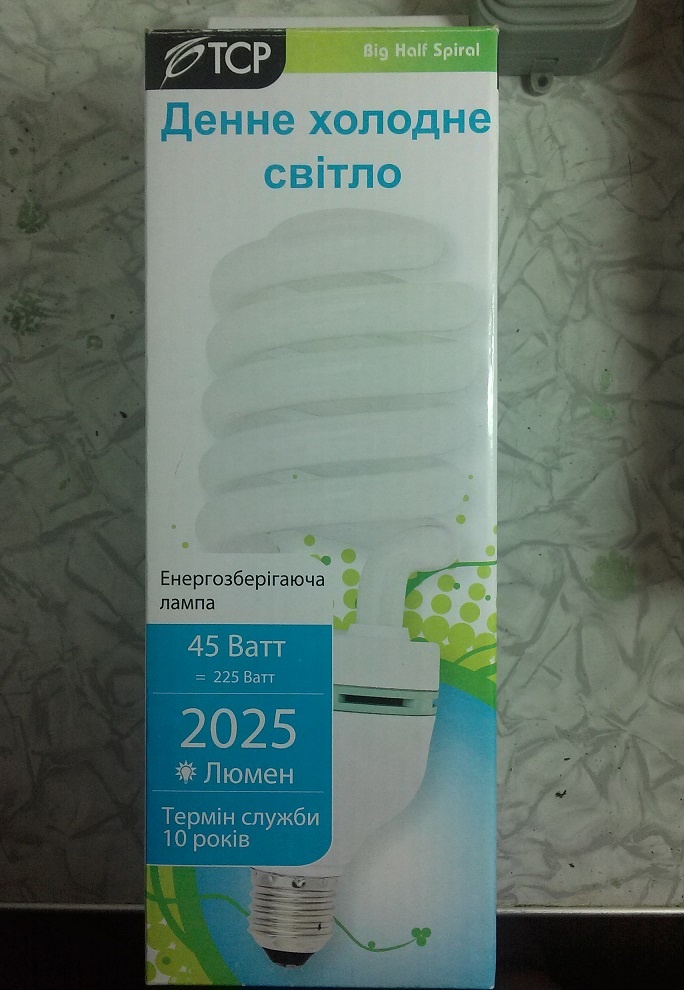 TCP
Big Half Spiral
Денне холодне
світло
Енергозберігаюча
лампа
45 Ватт
= 225 Ватт
2025
Люмен
Термін служби
10 років